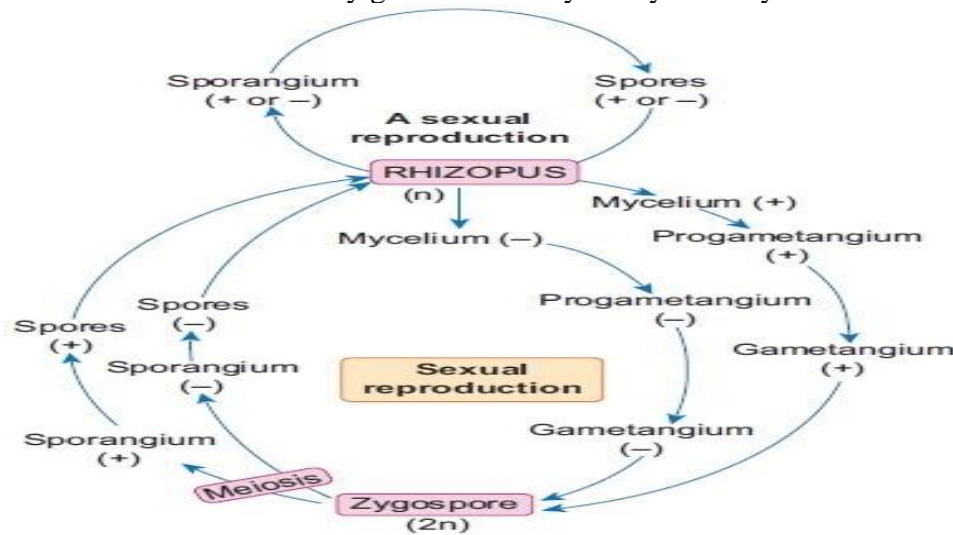 Sporangium
(+ or –)
Spores
(+ or –)
A sexual
reproduction
RHIZOPUS
(n)
Mycelium (+)
Mycelium (–)
Progametangium
(+)
Progametangium
(–)
Spores
(–)
Spores
(+)
Sporangium
(–)
Sexual
reproduction
Gametangium
(+)
Gametangium
(–)
Sporangium
(+)
Meiosis
Zygospore
(2n)